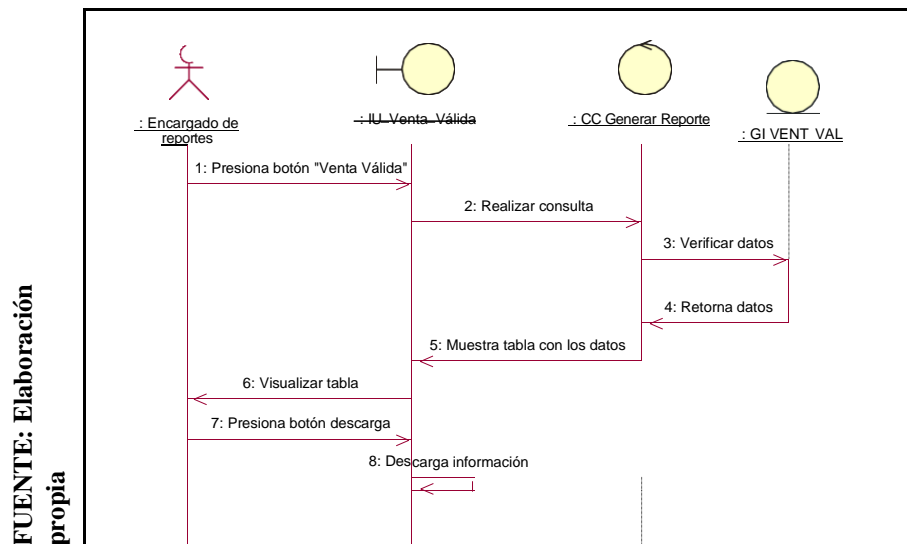 : Encargado de
reportes
: IU_Venta_Válida
: CC Generar Reporte
: GI VENT VAL
1: Presiona botón "Venta Válida"
2: Realizar consulta
3: Verificar datos
4: Retorna datos
5: Muestra tabla con los datos
6: Visualizar tabla
7: Presiona botón descarga
8: Descarga información
FUENTE: Elaboración
propia